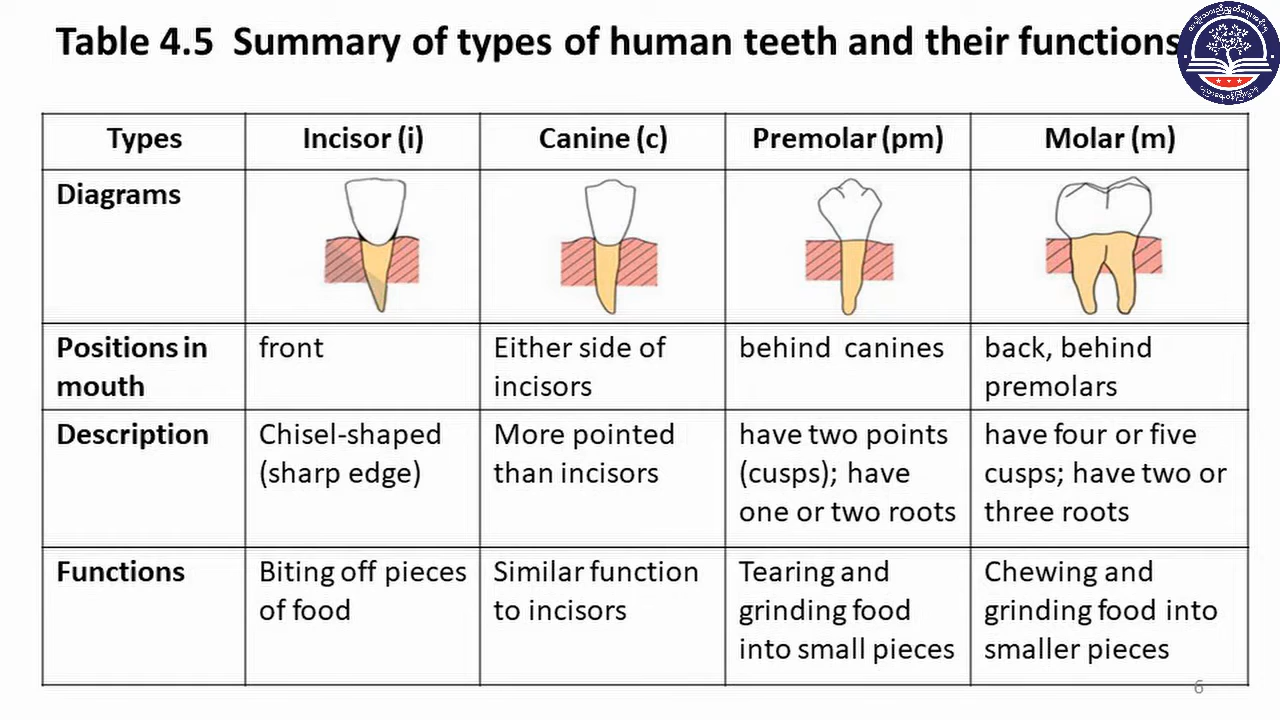 Table 4.5 Summary of types of human teeth and their functions
Types
Incisor (i)
Canine (c)
Premolar (pm)
Molar (m)
Diagrams
Positions in
mouth
front
Either side of
incisors
behind canines
back, behind
premolars
Description
Chisel-shaped
(sharp edge)
More pointed
than incisors
have two points
(cusps); have
one or two roots
have four or five
cusps; have two or
three roots
Functions
Biting off pieces
of food
Similar function
to incisors
Tearing and
grinding food
into small pieces
Chewing and
grinding food into
smaller pieces
6